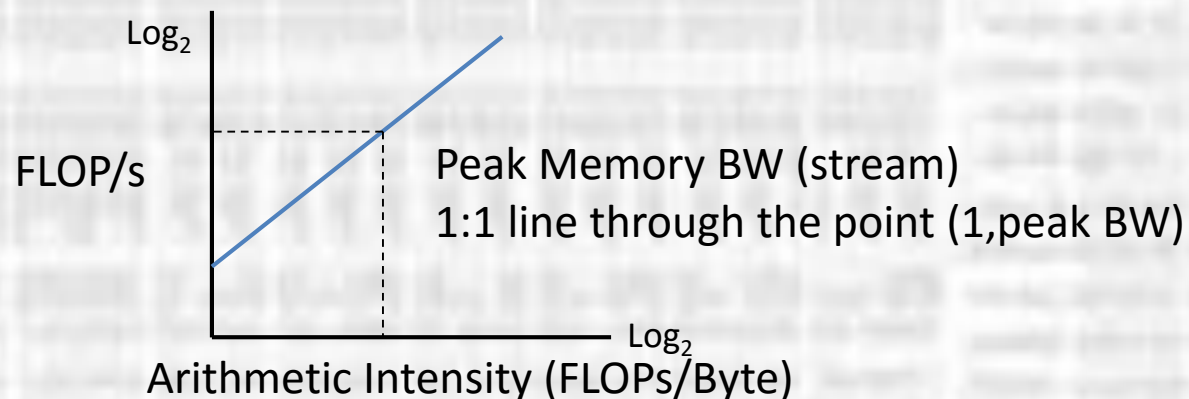 Log₂
FLOP/s
Peak Memory BW (stream)
1:1 line through the point (1,peak BW)
Log₂
Arithmetic Intensity (FLOPs/Byte)